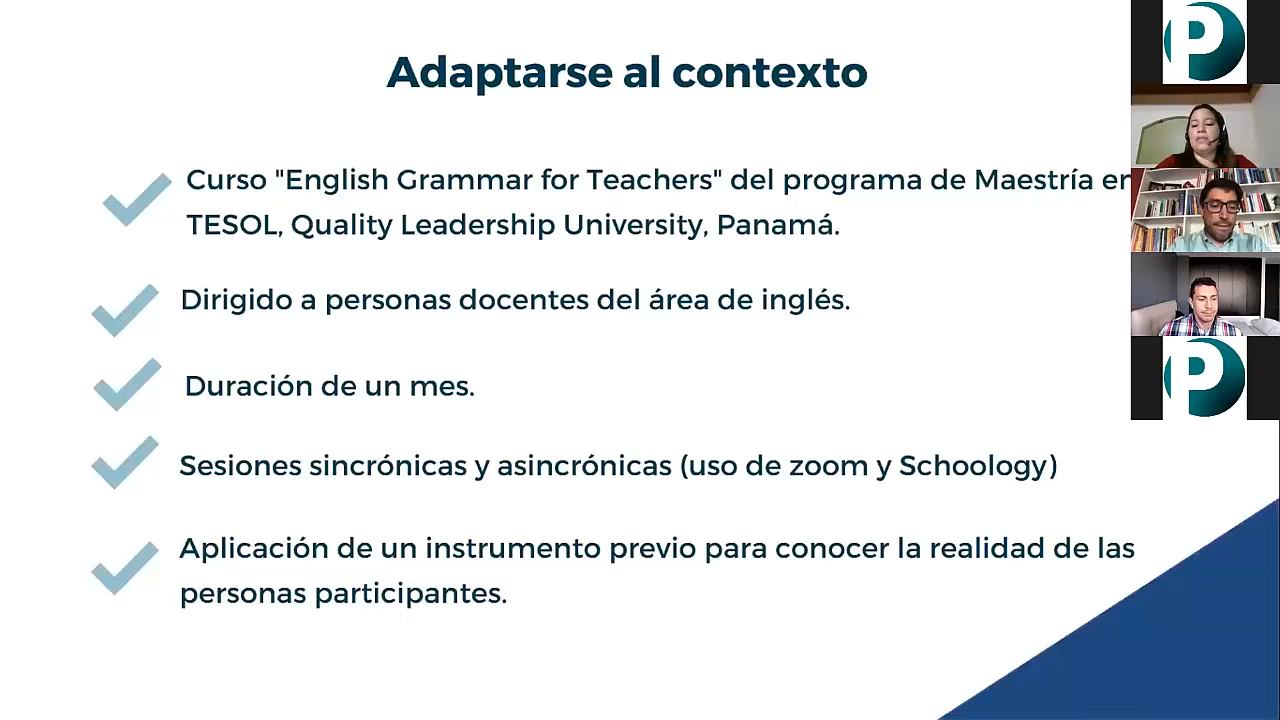 Adaptarse al contexto
Curso "English Grammar for Teachers" del programa de Maestría en
TESOL, Quality Leadership University, Panamá.
Dirigido a personas docentes del área de inglés.
Duración de un mes.
Sesiones sincrónicas y asincrónicas (uso de zoom y Schoology)
Aplicación de un instrumento previo para conocer la realidad de las
personas participantes.
P
P